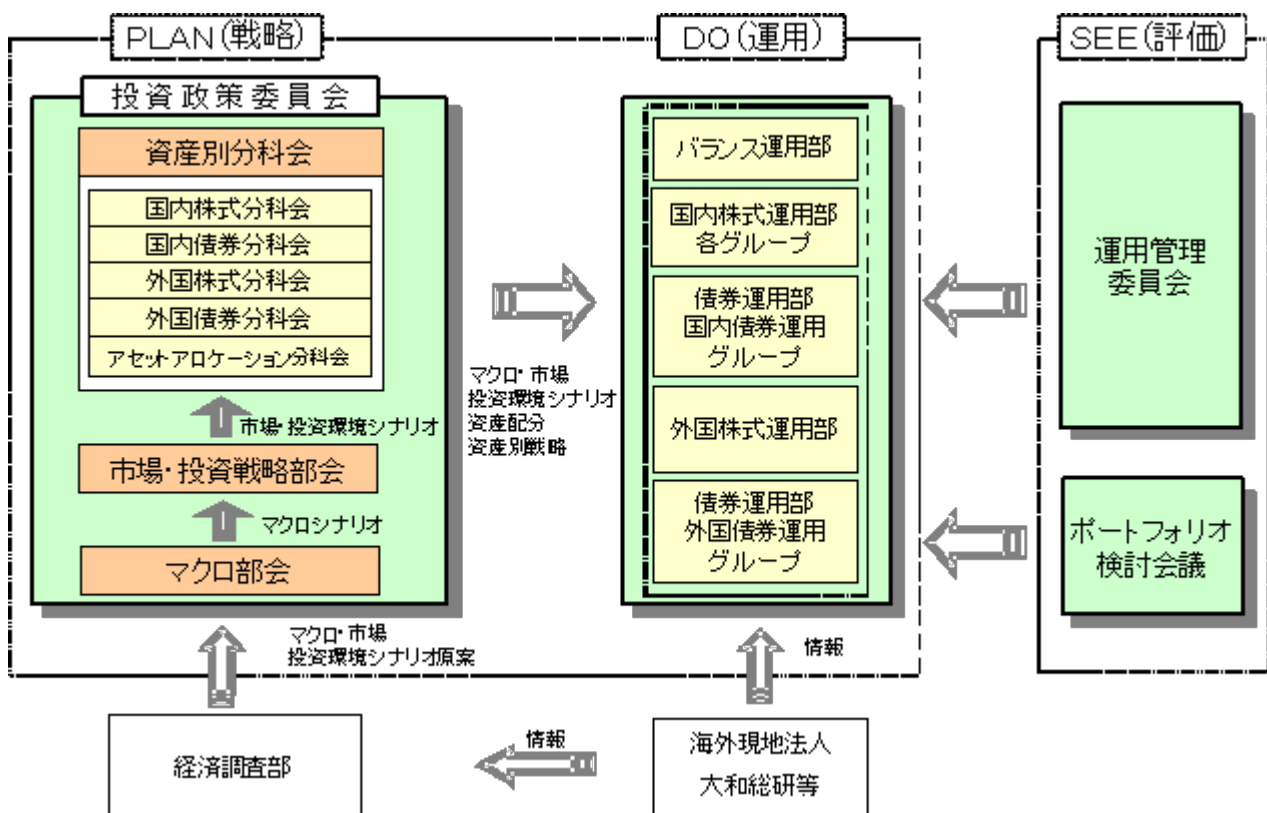 PLAN(戦略)
DO(運用)
SEE(評価)
投資政策委員会
資産別分科会
国内株式分科会
国内債券分科会
外国株式分科会
外国債券分科会
アセットアロケーション分科会
市場・投資環境シナリオ
市場・投資戦略部会
マクロシナリオ
マクロ部会
マクロ・市場
投資環境シナリオ
資産配分
資産別戦略
バランス運用部
国内株式運用部
各グループ
債券運用部
国内債券運用
グループ
外国株式運用部
債券運用部
外国債券運用
グループ
運用管理
委員会
ポートフォリオ
検討会議
マクロ・市場
投資環境シナリオ原案
情報
経済調査部
情報
海外現地法人
大和総研等